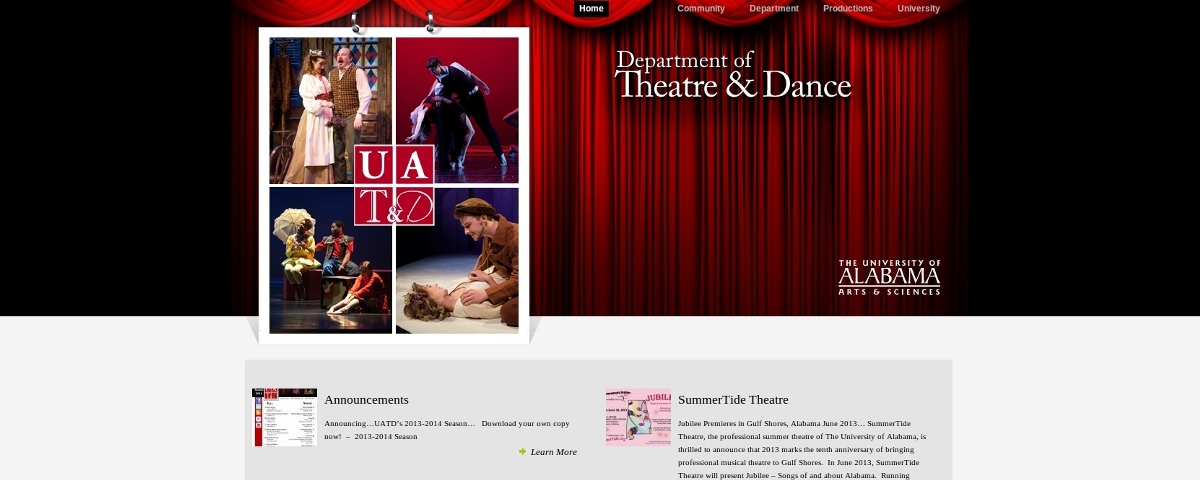 Home Community Department Productions University
Department of
Theatre & Dance
U A
T & D
THE UNIVERSITY OF
ALABAMA
ARTS & SCIENCES
Announcements
Announcing…UATD's 2013-2014 Season… Download your own copy
now! – 2013-2014 Season
Learn More
SummerTide Theatre
Jubilee Premieres in Gulf Shores, Alabama June 2013… SummerTide
Theatre, the professional summer theatre of The University of Alabama, is
thrilled to announce that 2013 marks the tenth anniversary of bringing
professional musical theatre to Gulf Shores. In June 2013, SummerTide
Theatre will present Jubilee – Songs of and about Alabama. Running